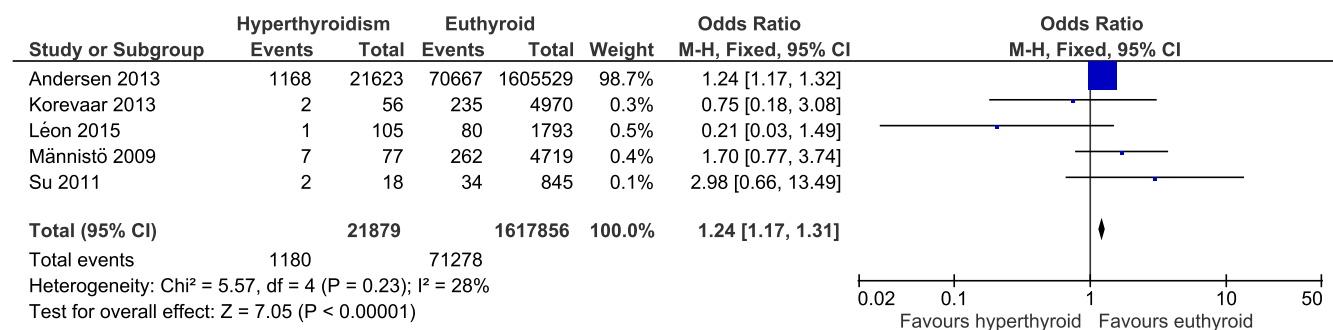 Hyperthyroidism Euthyroid Odds Ratio Odds Ratio
Study or Subgroup Events Total Events Total Weight M-H, Fixed, 95% CI M-H, Fixed, 95% CI
Andersen 2013 1168 21623 70667 1605529 98.7% 1.24 [1.17, 1.32]
Korevaar 2013 2 56 235 4970 0.3% 0.75 [0.18, 3.08]
Léon 2015 1 105 80 1793 0.5% 0.21 [0.03, 1.49]
Männistö 2009 7 77 262 4719 0.4% 1.70 [0.77, 3.74]
Su 2011 2 18 34 845 0.1% 2.98 [0.66, 13.49]
Total (95% CI) 21879 1617856 100.0% 1.24 [1.17, 1.31]
Total events 1180 71278
Heterogeneity: Chi² = 5.57, df = 4 (P = 0.23); I² = 28%
Test for overall effect: Z = 7.05 (P < 0.00001)
0.02 0.1 1 10 50
Favours hyperthyroid Favours euthyroid